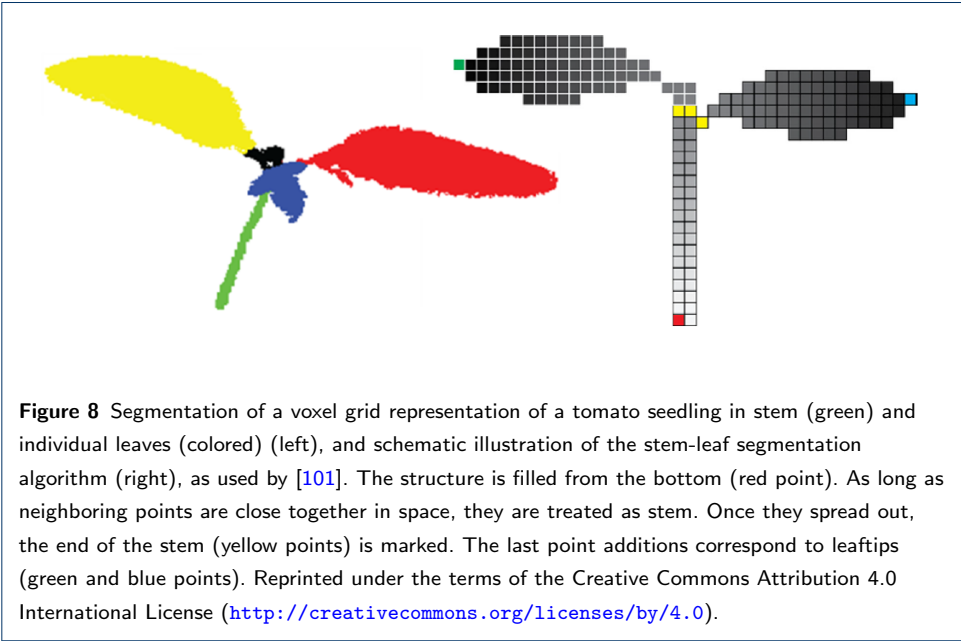 Figure 8 Segmentation of a voxel grid representation of a tomato seedling in stem (green) and
individual leaves (colored) (left), and schematic illustration of the stem-leaf segmentation
algorithm (right), as used by [101]. The structure is filled from the bottom (red point). As long as
neighboring points are close together in space, they are treated as stem. Once they spread out,
the end of the stem (yellow points) is marked. The last point additions correspond to leaftips
(green and blue points). Reprinted under the terms of the Creative Commons Attribution 4.0
International License (http://creativecommons.org/licenses/by/4.0).